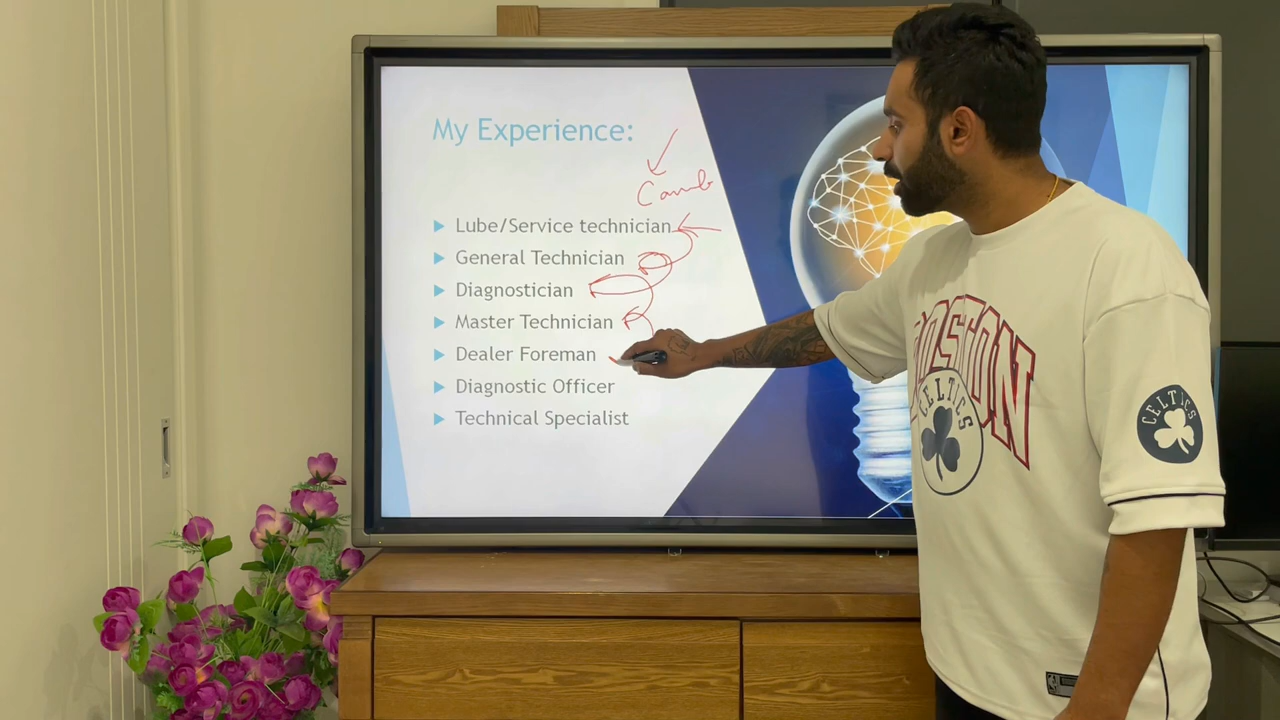 My Experience:
Lube/Service technician
General Technician
Diagnostician
Master Technician
Dealer Foreman
Diagnostic Officer
Technical Specialist
BOSTON
CELTICS
CELTICS